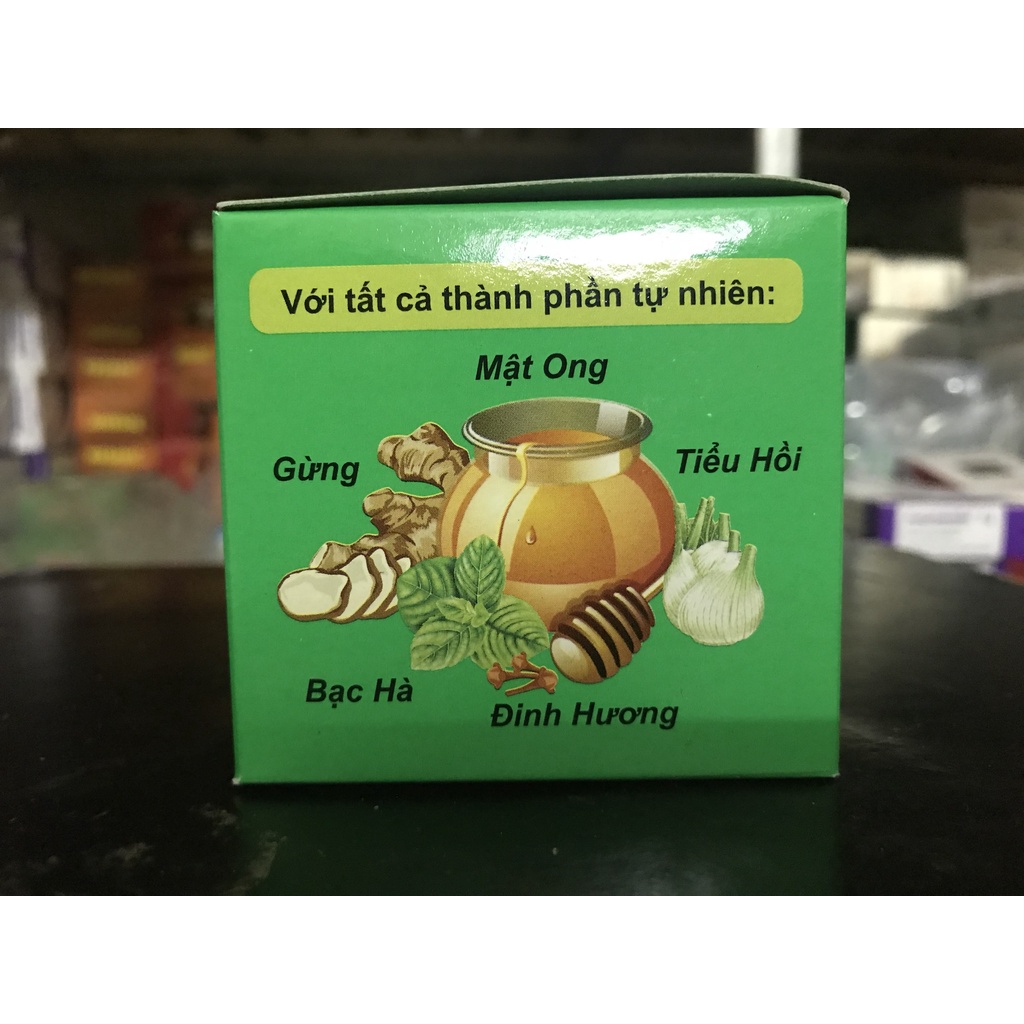 Với tất cả thành phần tự nhiên:
Mật Ong
Gừng
Tiểu Hồi
Bạc Hà
Đinh Hương